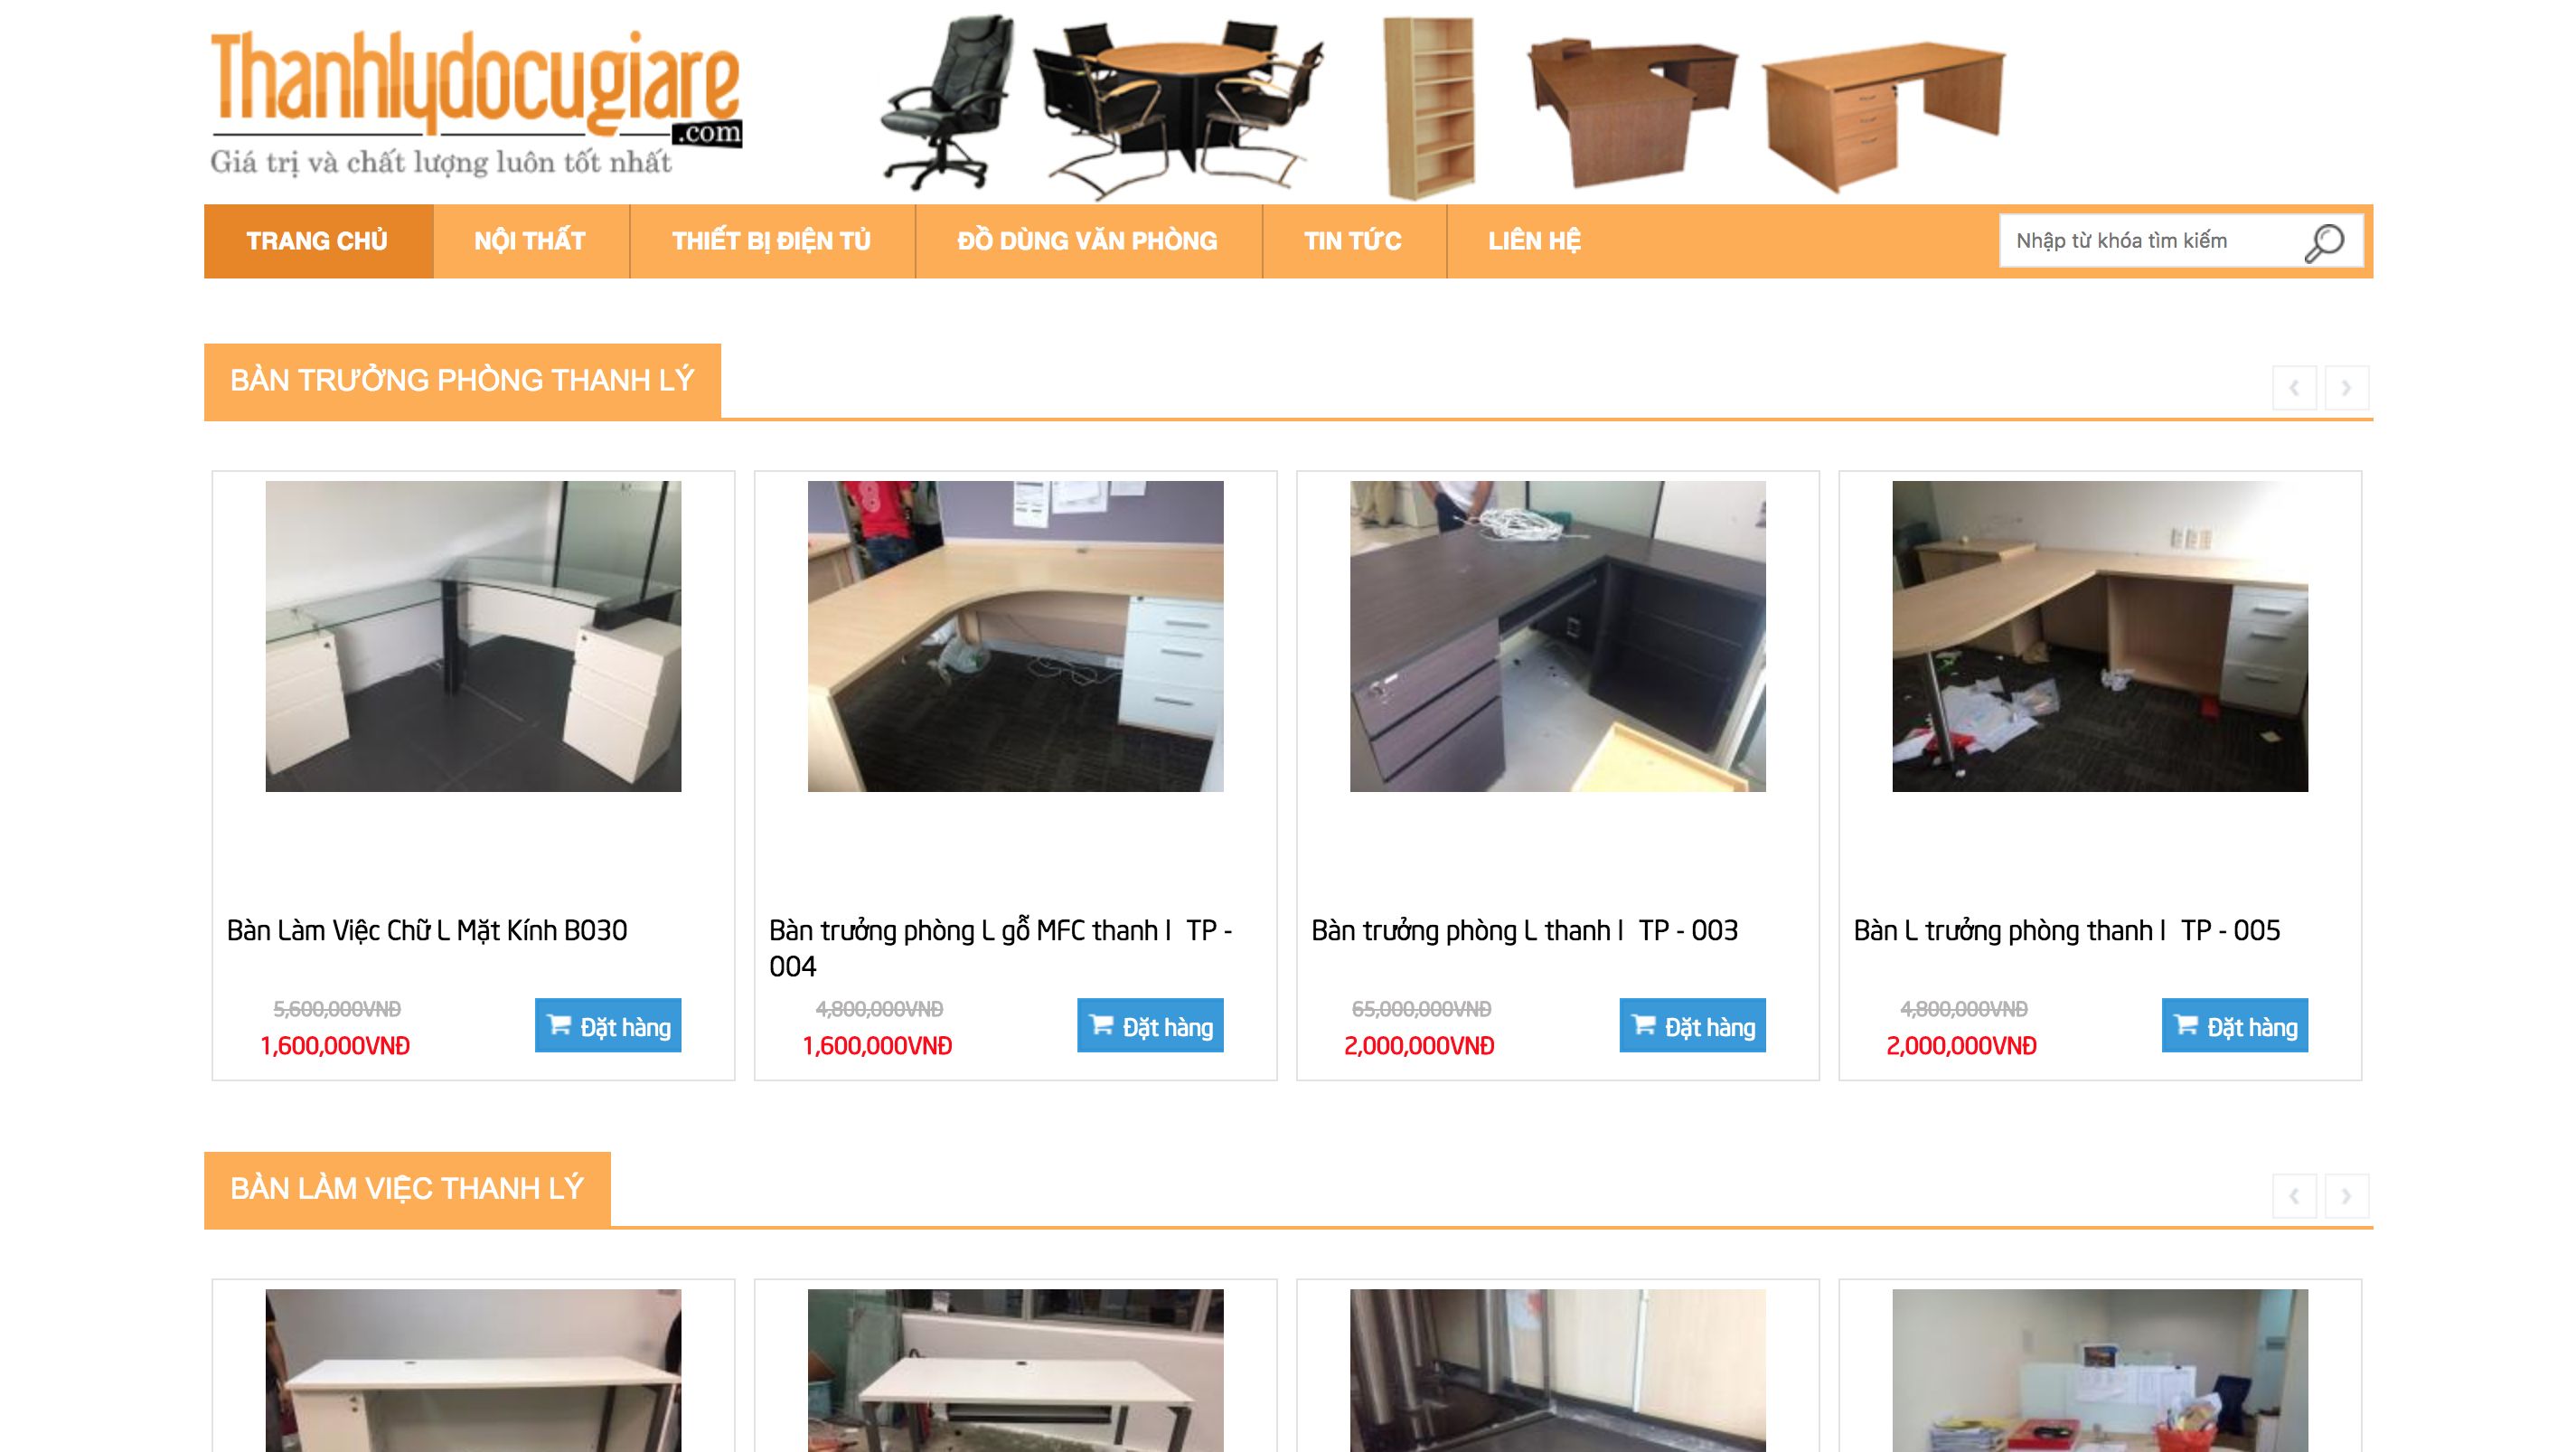 Thanhlydocugiare
.com
Giá trị và chất lượng luôn tốt nhất
TRANG CHỦ NỘI THẤT THIẾT BỊ ĐIỆN TỦ ĐỒ DÙNG VĂN PHÒNG TIN TỨC LIÊN HỆ Nhập từ khóa tìm kiếm
BÀN TRƯỞNG PHÒNG THANH LÝ
Bàn Làm Việc Chữ L Mặt Kính B030
5,600,000VNĐ
1,600,000VNĐ
Đặt hàng
Bàn trưởng phòng L gỗ MFC thanh l TP -
004
4,800,000VNĐ
1,600,000VNĐ
Đặt hàng
Bàn trưởng phòng L thanh l TP - 003
65,000,000VNĐ
2,000,000VNĐ
Đặt hàng
Bàn L trưởng phòng thanh l TP - 005
4,800,000VNĐ
2,000,000VNĐ
Đặt hàng
BÀN LÀM VIỆC THANH LÝ